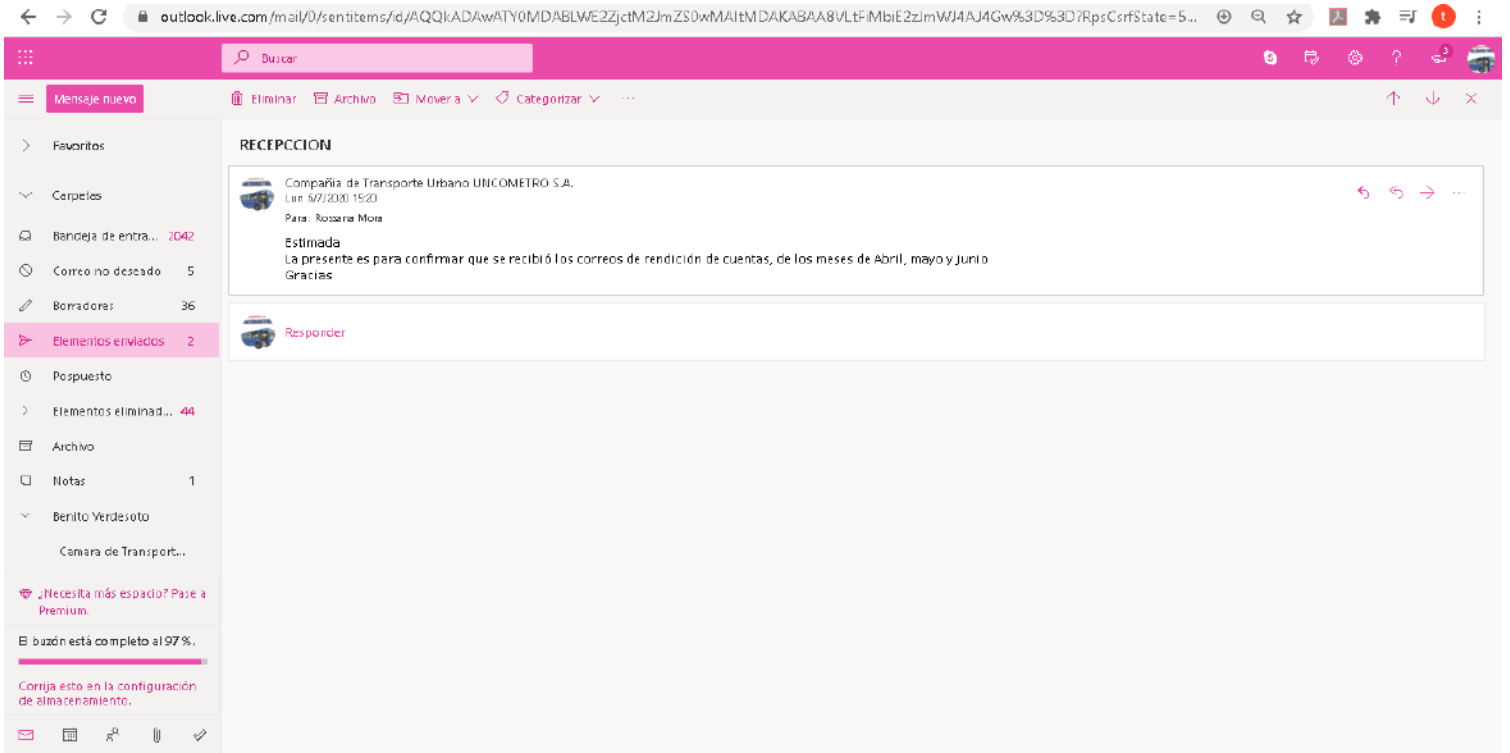 outlook.live.com/mail/0/sentitems/id/
Buscar
3
t
Mensaje nuevo
Eliminar Archivo Mover a Categorizar ...
Favoritos
Carpetas
Bandeja de entra... 2042
Correo no deseado 5
Borradores 36
Elementos enviados 2
Pospuesto
Elementos eliminad... 44
Archivo
Notas 1
Benito Verdesoto
Camara de Transport...
¿Necesita más espacio? Pase a
Premium.
El buzón está completo al 97 %.
Corrija esto en la configuración
de almacenamiento.
RECEPCCION
Compañia de Transporte Urbano UNCOMETRO S.A.
Lun 6/7/2020 15:20
Para: Rossana Mora
Estimada
La presente es para confirmar que se recibió los correos de rendición de cuentas, de los meses de Abril, mayo y Junio
Gracias
Responder